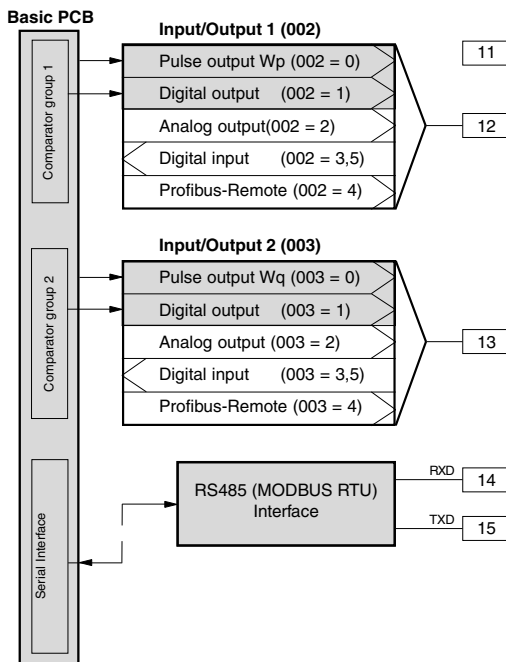 Basic PCB
Comparator group 1
Input/Output 1 (002)
Pulse output Wp (002 = 0)
Digital output (002 = 1)
Analog output(002 = 2)
Digital input (002 = 3,5)
Profibus-Remote (002 = 4)
11
12
Comparator group 2
Input/Output 2 (003)
Pulse output Wq (003 = 0)
Digital output (003 = 1)
Analog output (003 = 2)
Digital input (003 = 3,5)
Profibus-Remote (003 = 4)
13
Serial Interface
RS485 (MODBUS RTU)
Interface
RXD
14
TXD
15